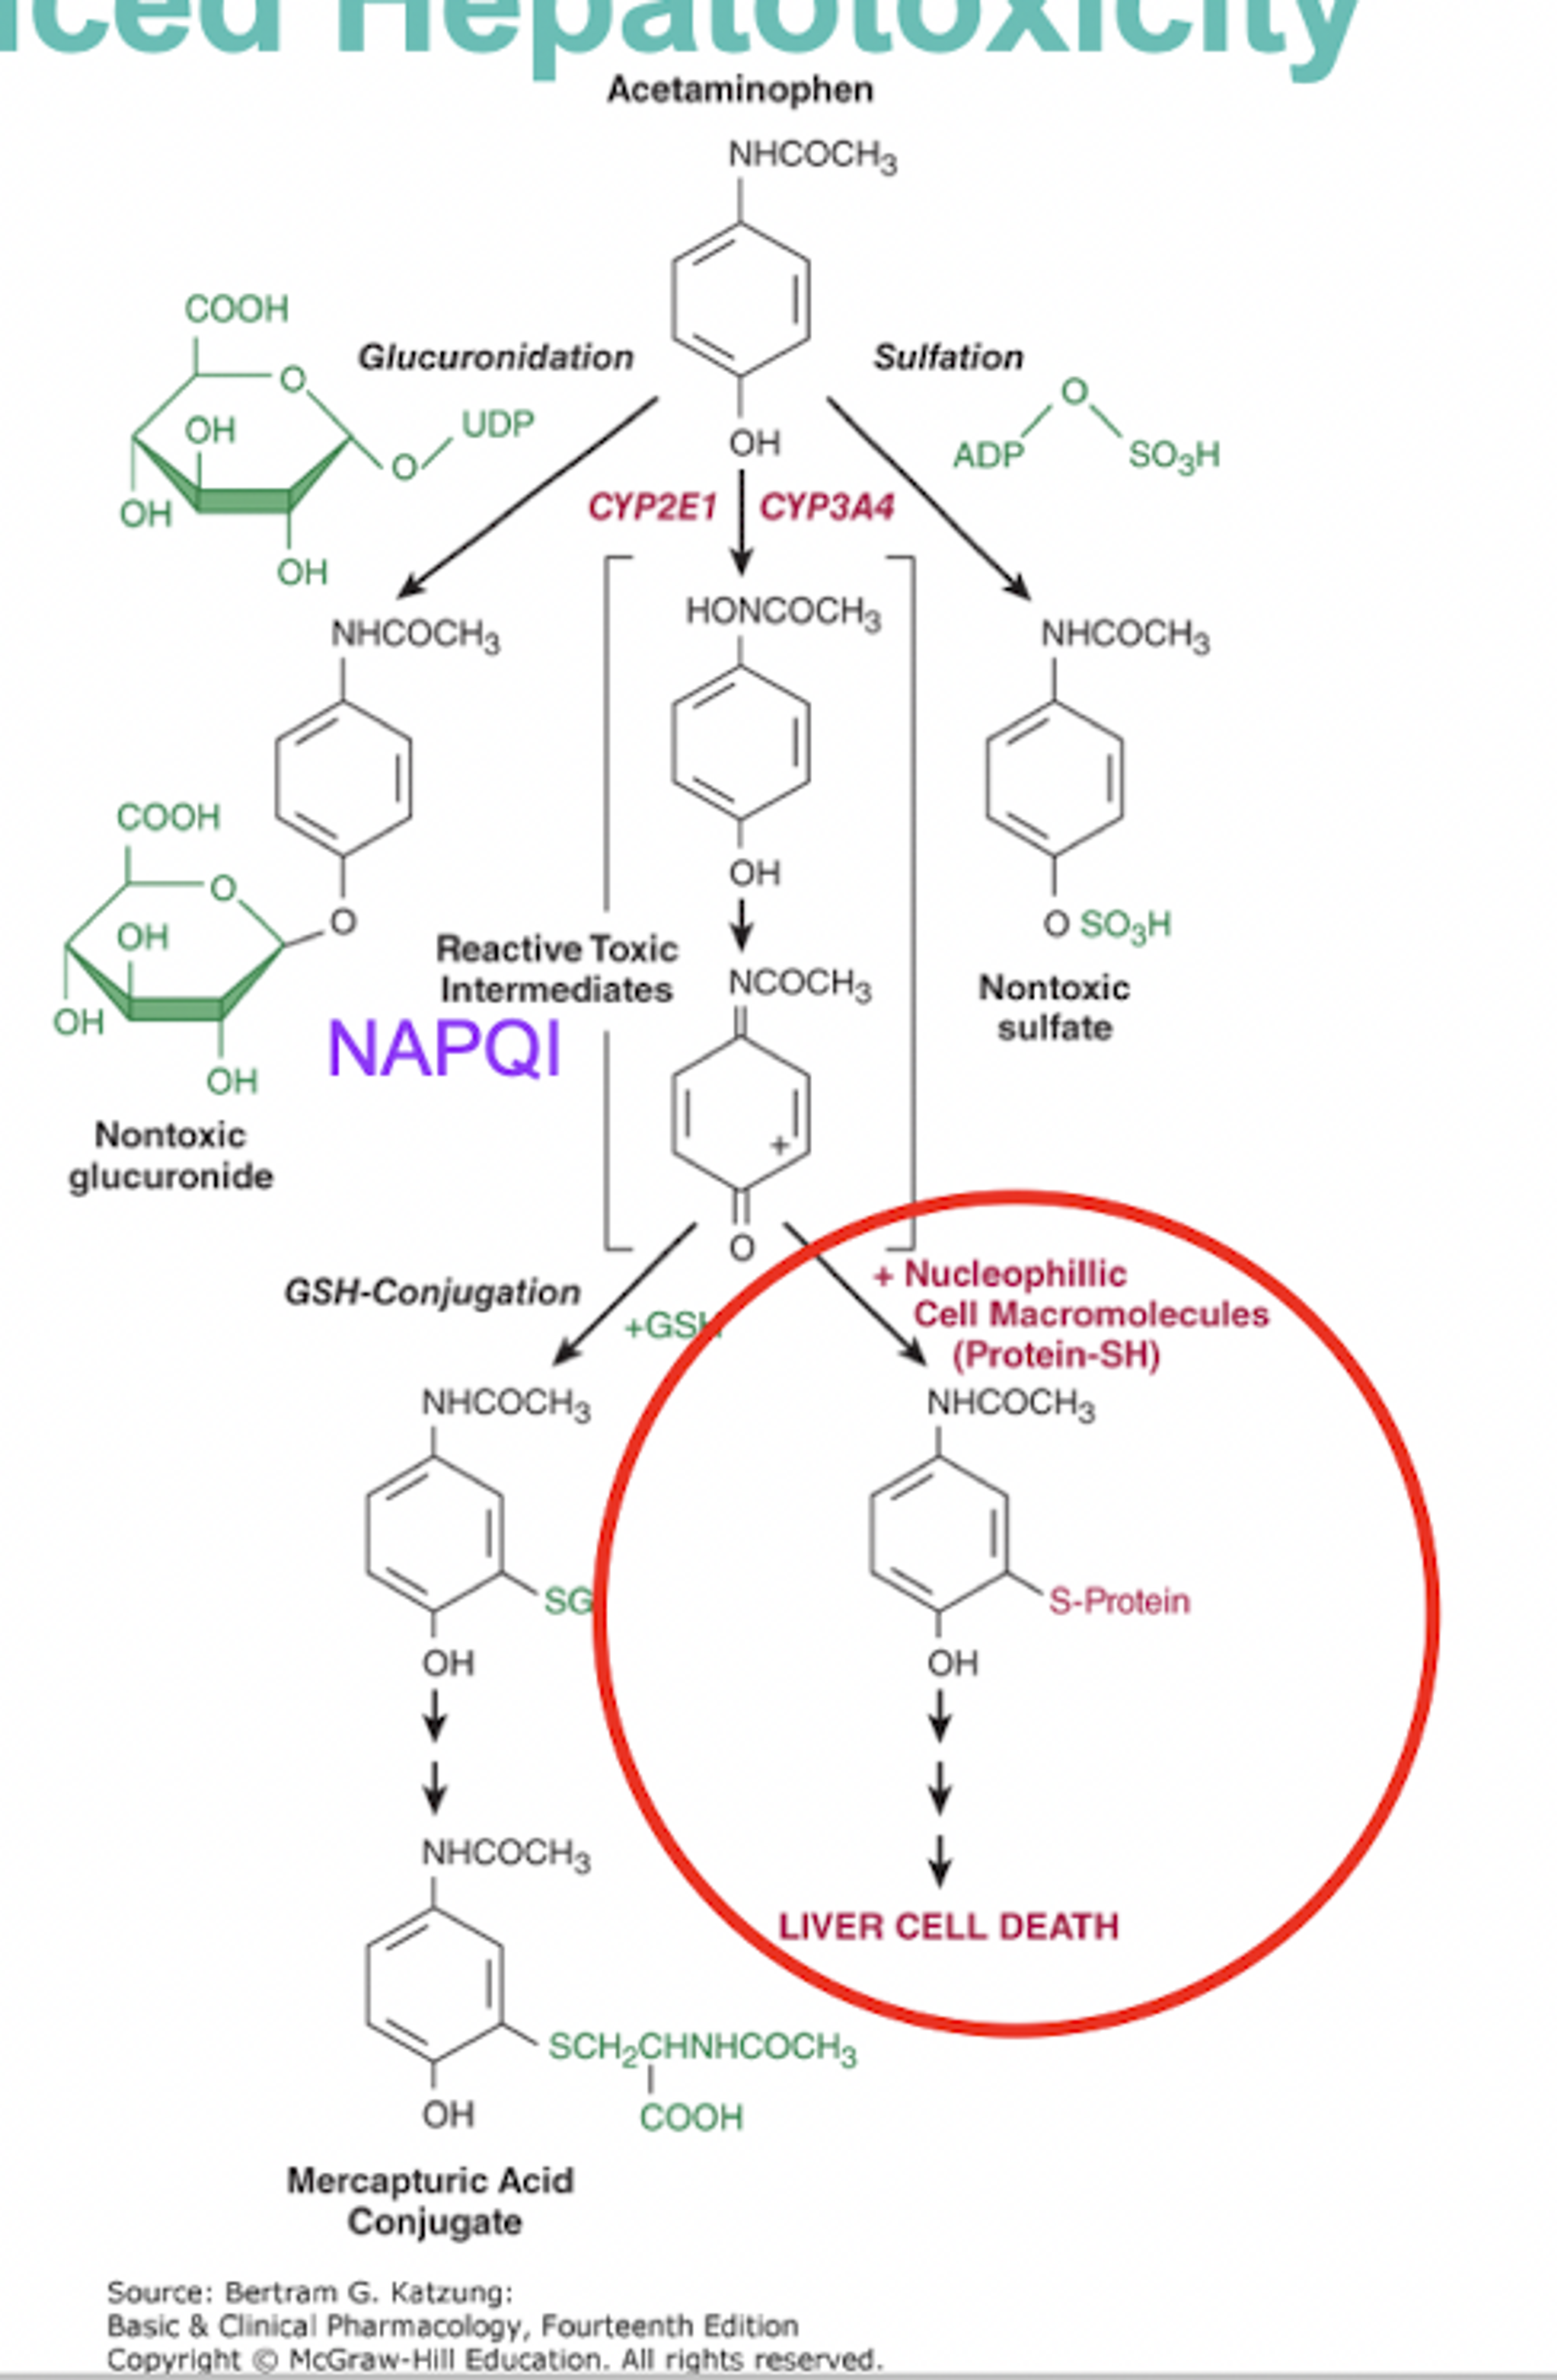 iced Hepatotoxicity
Acetaminophen
NHCOCH3
OH
Glucuronidation
Sulfation
COOH
O
OH
UDP
O
OH
OH
O
ADP
SO3H
CYP2E1
CYP3A4
NHCOCH3
COOH
O
O
OH
OH
OH
Nontoxic
glucuronide
HONCOCH3
OH
Reactive Toxic
Intermediates
NAPQI
NCOCH3
+
O
NHCOCH3
O SO3H
Nontoxic
sulfate
GSH-Conjugation
+GSH
+ Nucleophillic
Cell Macromolecules
(Protein-SH)
NHCOCH3
SG
OH
NHCOCH3
S-Protein
OH
LIVER CELL DEATH
NHCOCH3
SCH2CHNHCOCH3
COOH
OH
Mercapturic Acid
Conjugate
Source: Bertram G. Katzung:
Basic & Clinical Pharmacology, Fourteenth Edition
Copyright © McGraw-Hill Education. All rights reserved.